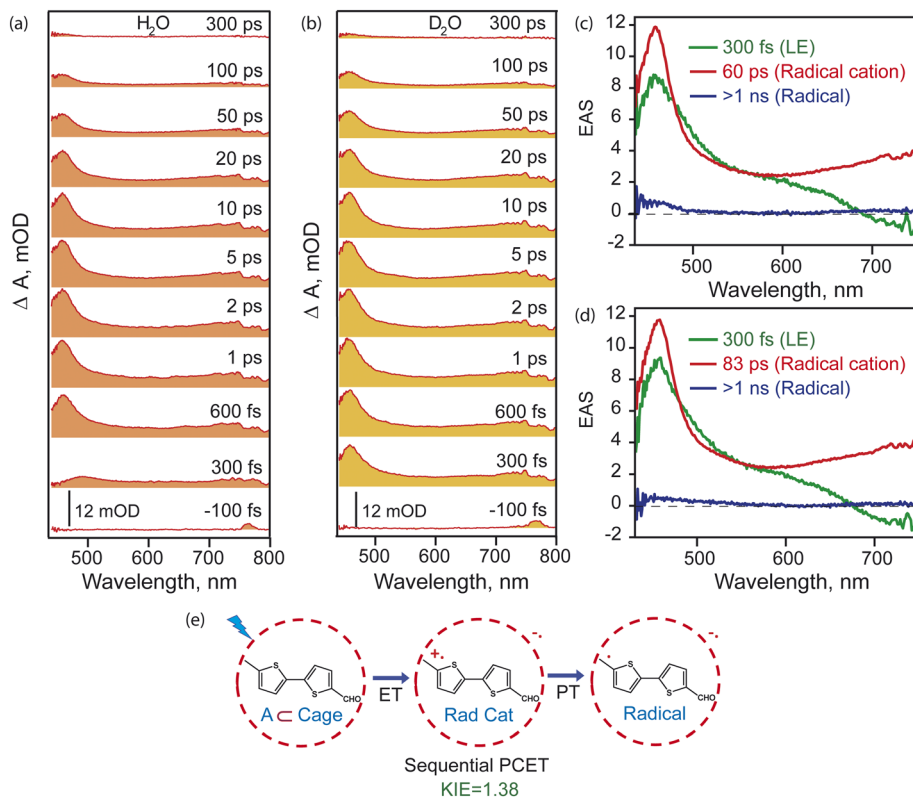 (a)
H₂O 300 ps
100 ps
50 ps
20 ps
10 ps
5 ps
2 ps
1 ps
600 fs
300 fs
12 mOD -100 fs
Δ A, mOD
500 600 700 800
Wavelength, nm
(b)
D₂O 300 ps
100 ps
50 ps
20 ps
10 ps
5 ps
2 ps
1 ps
600 fs
300 fs
12 mOD -100 fs
Δ A, mOD
500 600 700 800
Wavelength, nm
(c)
12
10
8
6
4
2
0
-2
EAS
300 fs (LE)
60 ps (Radical cation)
>1 ns (Radical)
500 600 700
Wavelength, nm
(d)
12
10
8
6
4
2
0
-2
EAS
300 fs (LE)
83 ps (Radical cation)
>1 ns (Radical)
500 600 700
Wavelength, nm
(e)
S
S
CHO
A ⊂ Cage
ET
+.
-.
S
S
CHO
Rad Cat
PT
.
-.
S
S
CHO
Radical
Sequential PCET
KIE=1.38